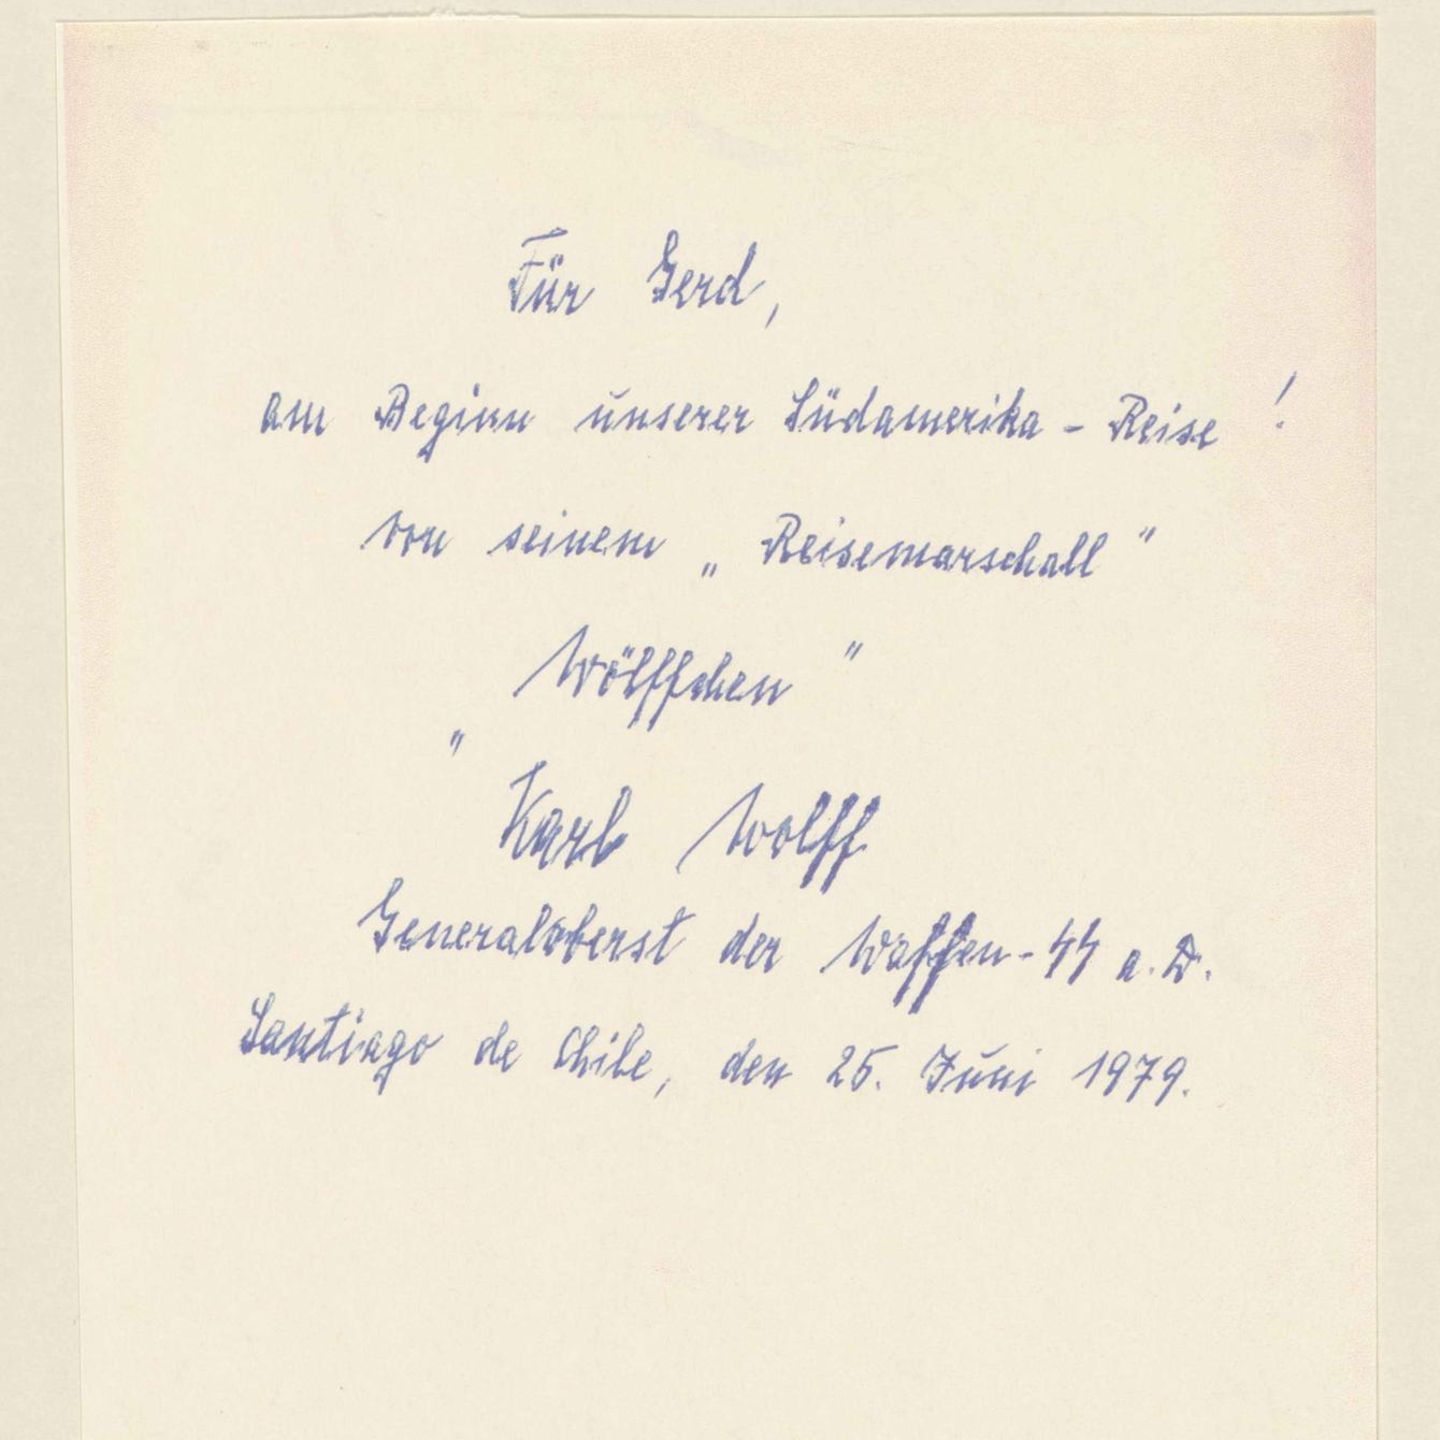 Für Gerd,
am Beginn unserer Südamerika - Reise !
von seinem „ Reisemarschall "
" Wölffchen "
Karl Wolff
Generaloberst der Waffen-SS a. D.
Santiago de Chile, den 25. Juni 1979.